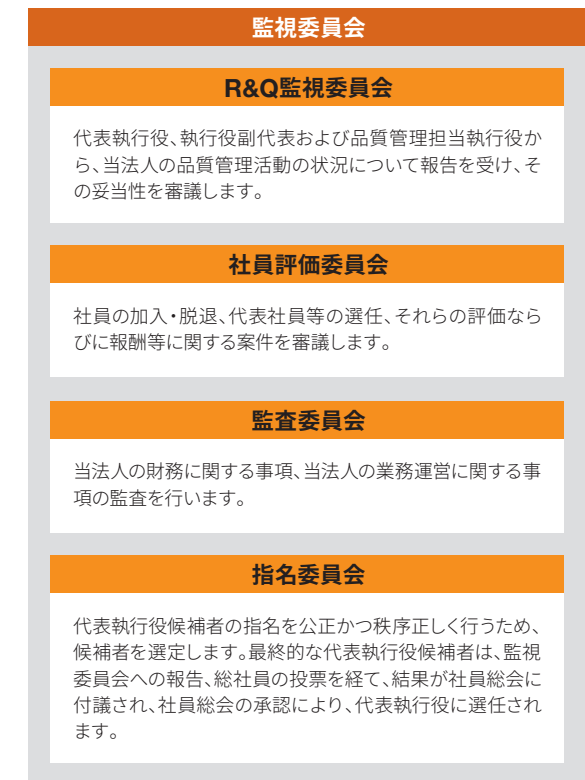 監視委員会
R&Q監視委員会
代表執行役、執行役副代表および品質管理担当執行役か
ら、当法人の品質管理活動の状況について報告を受け、そ
の妥当性を審議します。
社員評価委員会
社員の加入・脱退、代表社員等の選任、それらの評価なら
びに報酬等に関する案件を審議します。
監査委員会
当法人の財務に関する事項、当法人の業務運営に関する事
項の監査を行います。
指名委員会
代表執行役候補者の指名を公正かつ秩序正しく行うため、
候補者を選定します。最終的な代表執行役候補者は、監視
委員会への報告、総社員の投票を経て、結果が社員総会に
付議され、社員総会の承認により、代表執行役に選任され
ます。